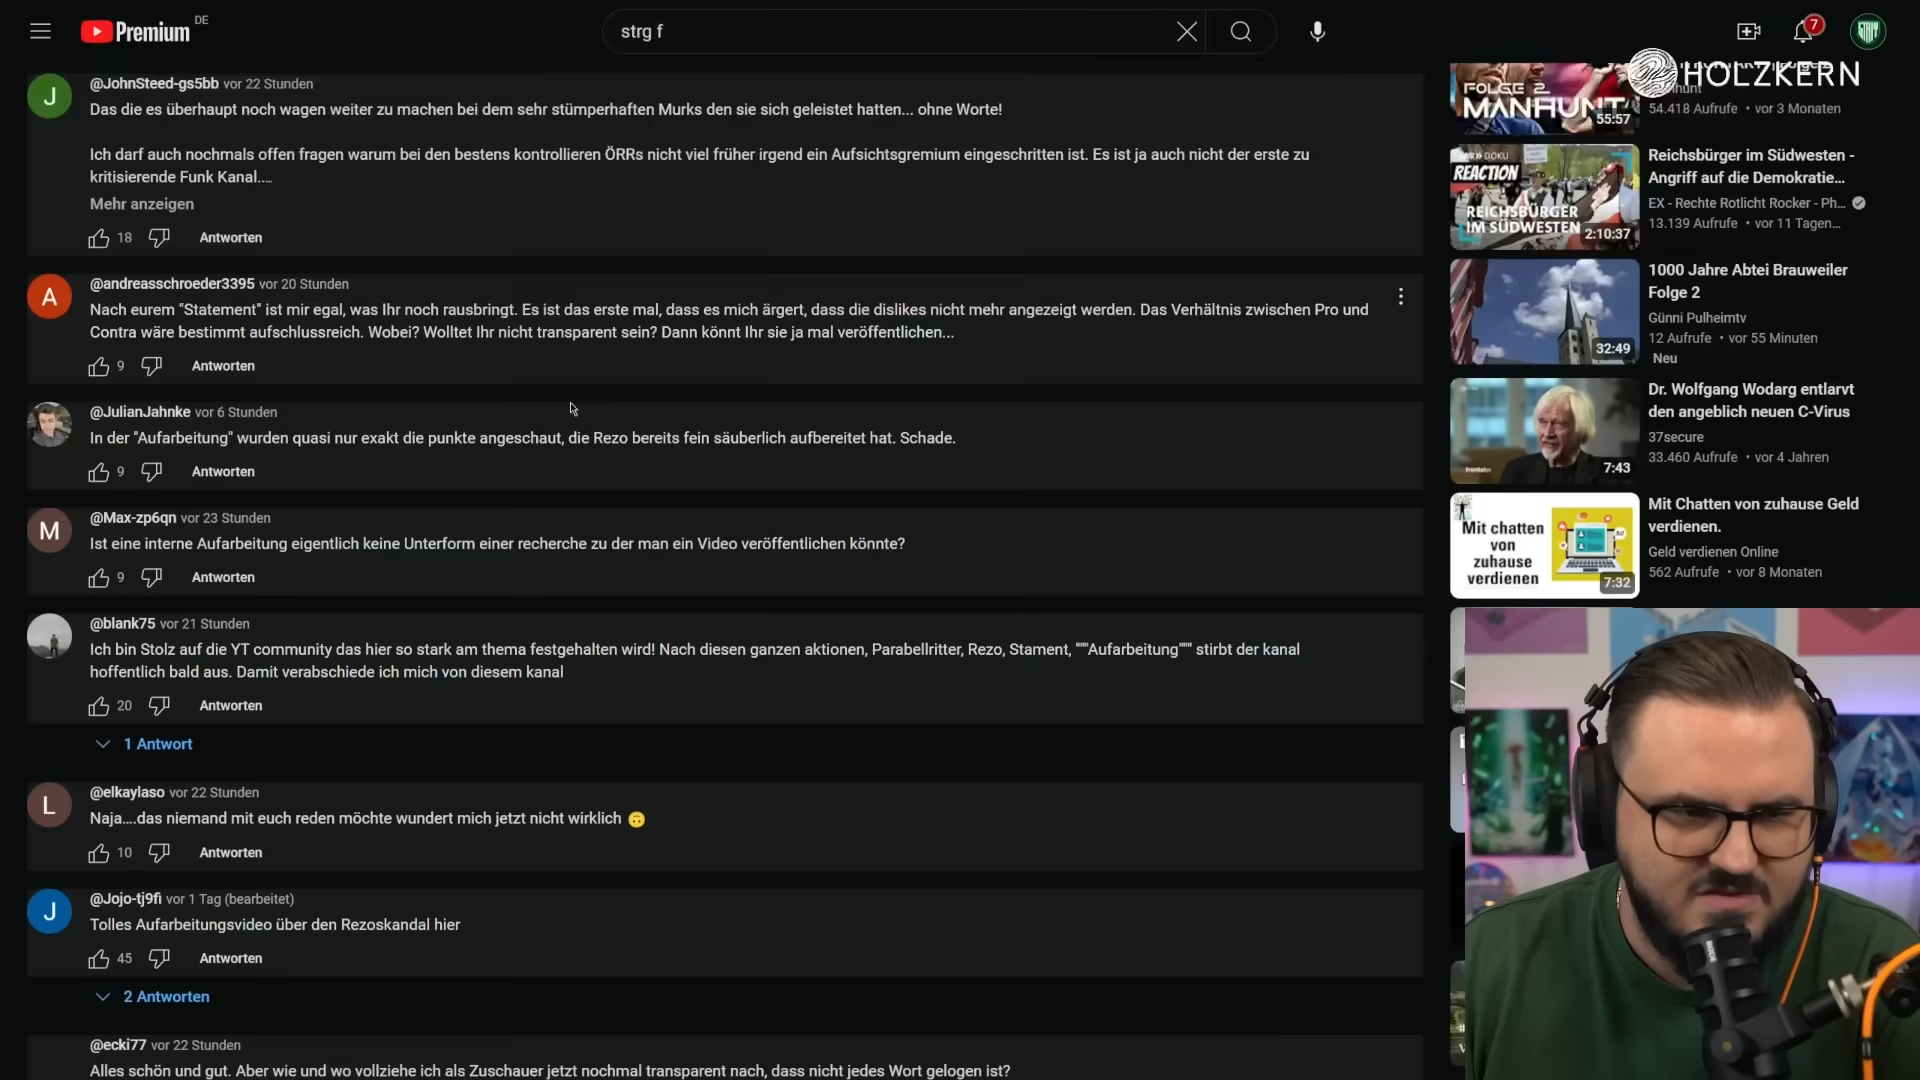 Premium
DE
strg f
7
HOLZKERN
@JohnSteed-gs5bb vor 22 Stunden
Das die es überhaupt noch wagen weiter zu machen bei dem sehr stümperhaften Murks den sie sich geleistet hatten... ohne Worte!
Ich darf auch nochmals offen fragen warum bei den bestens kontrollieren ÖRRs nicht viel früher irgend ein Aufsichtsgremium eingeschritten ist. Es ist ja auch nicht der erste zu
kritisierende Funk Kanal....
Mehr anzeigen
18
Antworten
@andreasschroeder3395 vor 20 Stunden
Nach eurem "Statement" ist mir egal, was Ihr noch rausbringt. Es ist das erste mal, dass es mich ärgert, dass die dislikes nicht mehr angezeigt werden. Das Verhältnis zwischen Pro und
Contra wäre bestimmt aufschlussreich. Wobei? Wolltet Ihr nicht transparent sein? Dann könnt Ihr sie ja mal veröffentlichen...
9
Antworten
@JulianJahnke vor 6 Stunden
In der "Aufarbeitung" wurden quasi nur exakt die punkte angeschaut, die Rezo bereits fein säuberlich aufbereitet hat. Schade.
9
Antworten
@Max-zp6qn vor 23 Stunden
Ist eine interne Aufarbeitung eigentlich keine Unterform einer recherche zu der man ein Video veröffentlichen könnte?
9
Antworten
@blank75 vor 21 Stunden
Ich bin Stolz auf die YT community das hier so stark am thema festgehalten wird! Nach diesen ganzen aktionen, Parabellritter, Rezo, Stament, """Aufarbeitung""" stirbt der kanal
hoffentlich bald aus. Damit verabschiede ich mich von diesem kanal
20
Antworten
1 Antwort
@elkaylaso vor 22 Stunden
Naja....das niemand mit euch reden möchte wundert mich jetzt nicht wirklich 🙃
10
Antworten
@Jojo-tj9fi vor 1 Tag (bearbeitet)
Tolles Aufarbeitungsvideo über den Rezoskandal hier
45
Antworten
2 Antworten
@ecki77 vor 22 Stunden
Alles schön und gut. Aber wie und wo vollziehe ich als Zuschauer jetzt nochmal transparent nach, dass nicht jedes Wort gelogen ist?
J
A
M
L
J
FOLGE 2
MANHUNT
55:57
54.418 Aufrufe • vor 3 Monaten
DOKU
REACTION
REICHSBÜRGER
IM SÜDWESTEN
2:10:37
Reichsbürger im Südwesten -
Angriff auf die Demokratie...
EX - Rechte Rotlicht Rocker - Ph...
13.139 Aufrufe • vor 11 Tagen...
32:49
1000 Jahre Abtei Brauweiler
Folge 2
Günni Pulheimtv
12 Aufrufe • vor 55 Minuten
Neu
7:43
Dr. Wolfgang Wodarg entlarvt
den angeblich neuen C-Virus
37secure
33.460 Aufrufe • vor 4 Jahren
Mit chatten
von
zuhause
verdienen
7:32
Mit Chatten von zuhause Geld
verdienen.
Geld verdienen Online
562 Aufrufe • vor 8 Monaten
RØDE